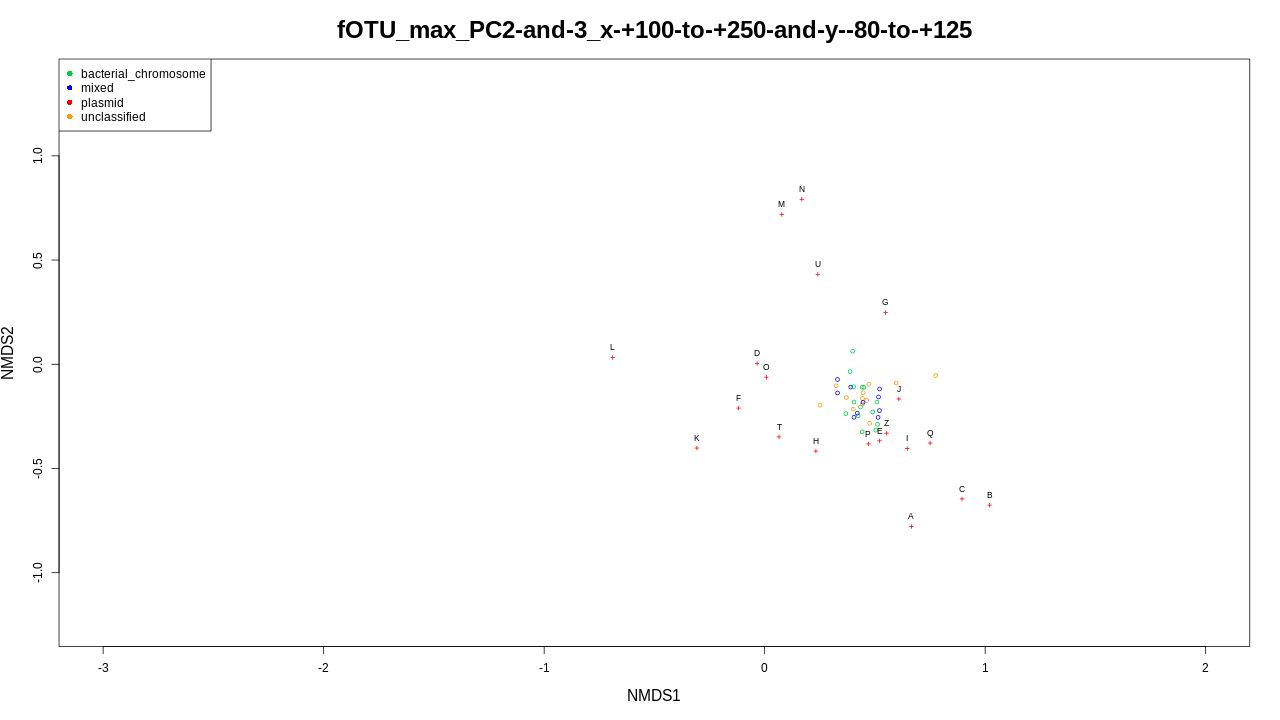 fOTU_max_PC2-and-3_x-+100-to-+250-and-y--80-to-+125
bacterial_chromosome
mixed
plasmid
unclassified
1.0
0.5
0.0
-0.5
-1.0
NMDS2
N
M
U
G
L
D
O
J
F
Z
T
P
E
Q
K
H
I
C
B
A
-3
-2
-1
0
1
2
NMDS1